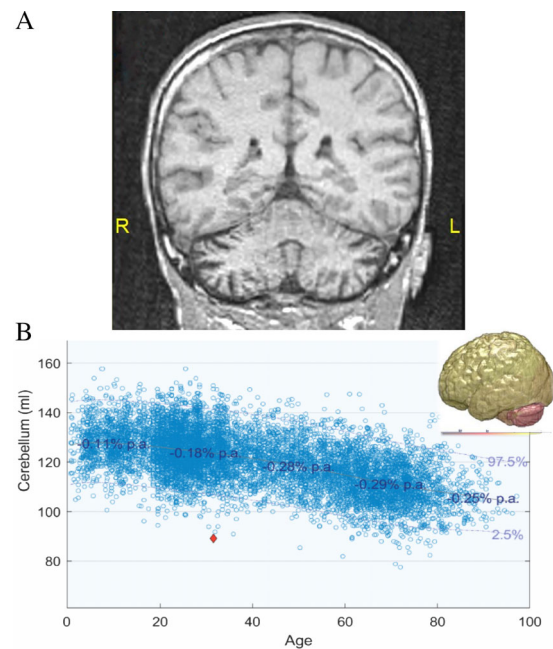 A
R
L
B
160
140
120
100
80
Cerebellum (ml)
-0.11% p.a.
-0.18% p.a.
-0.28% p.a.
-0.29% p.a.
-0.25% p.a.
97.5%
2.5%
0
20
40
60
80
100
Age